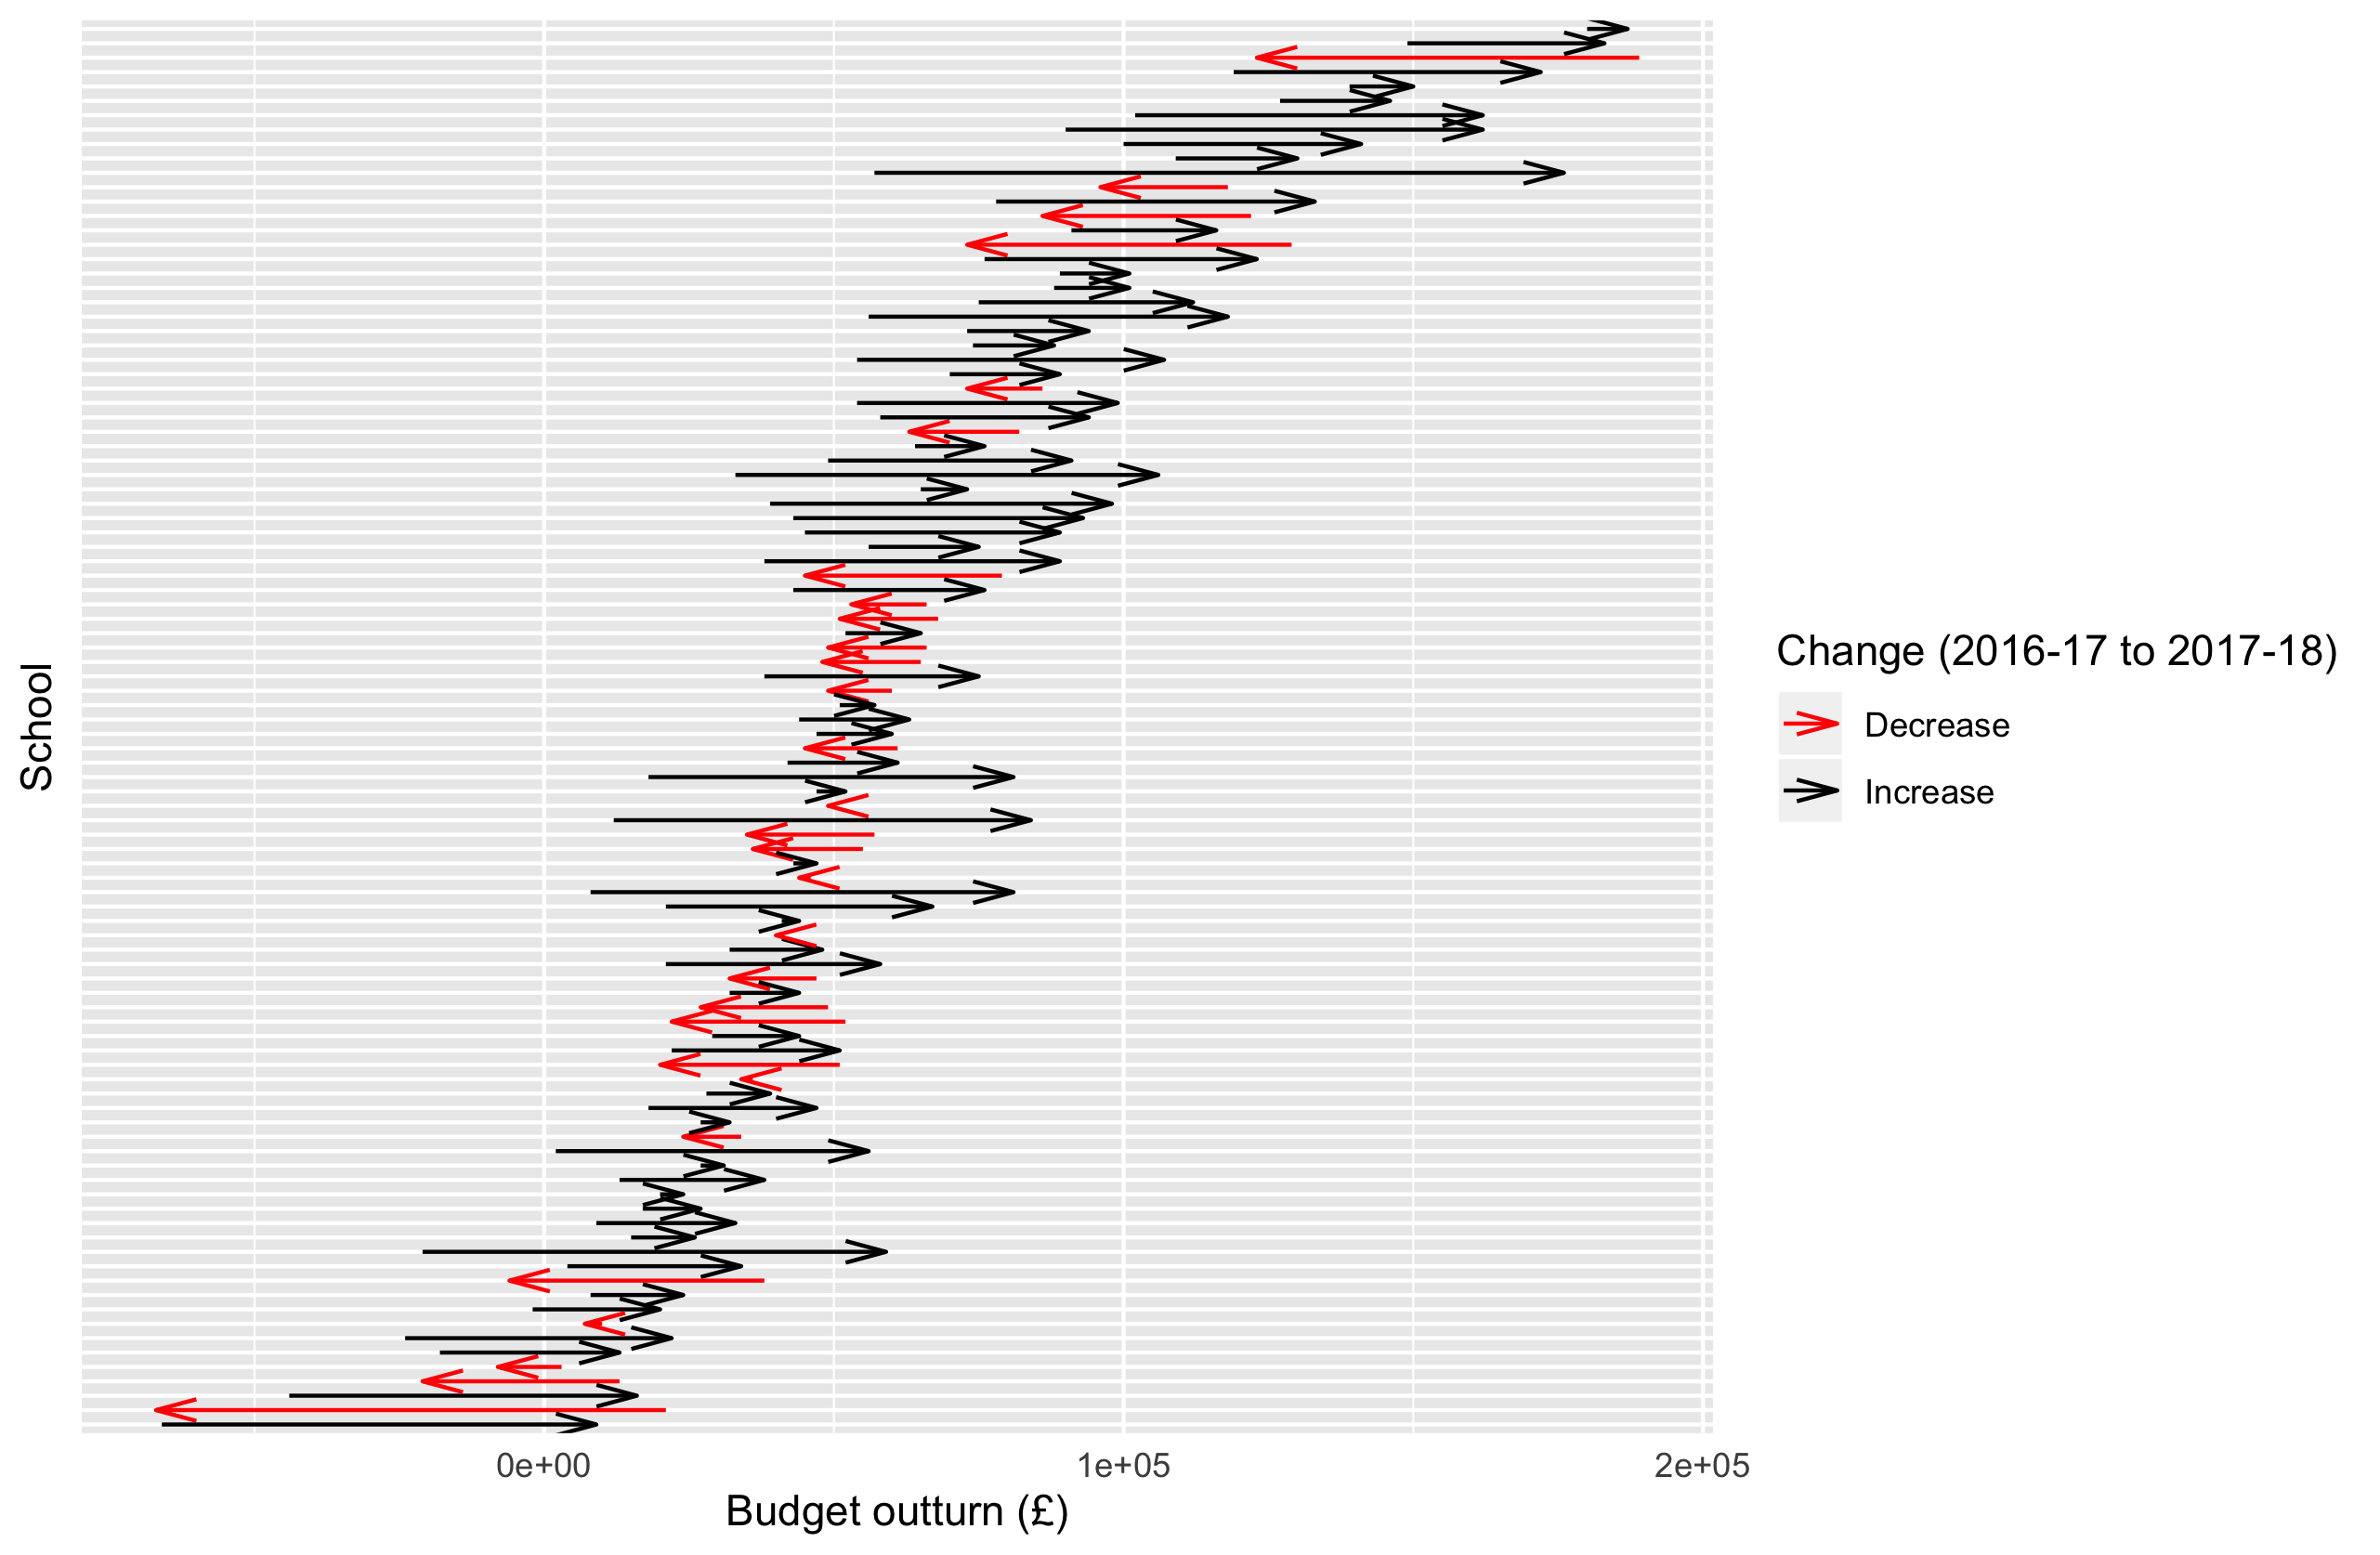 School
0e+00
1e+05
2e+05
Budget outturn (£)
Change (2016-17 to 2017-18)
Decrease
Increase